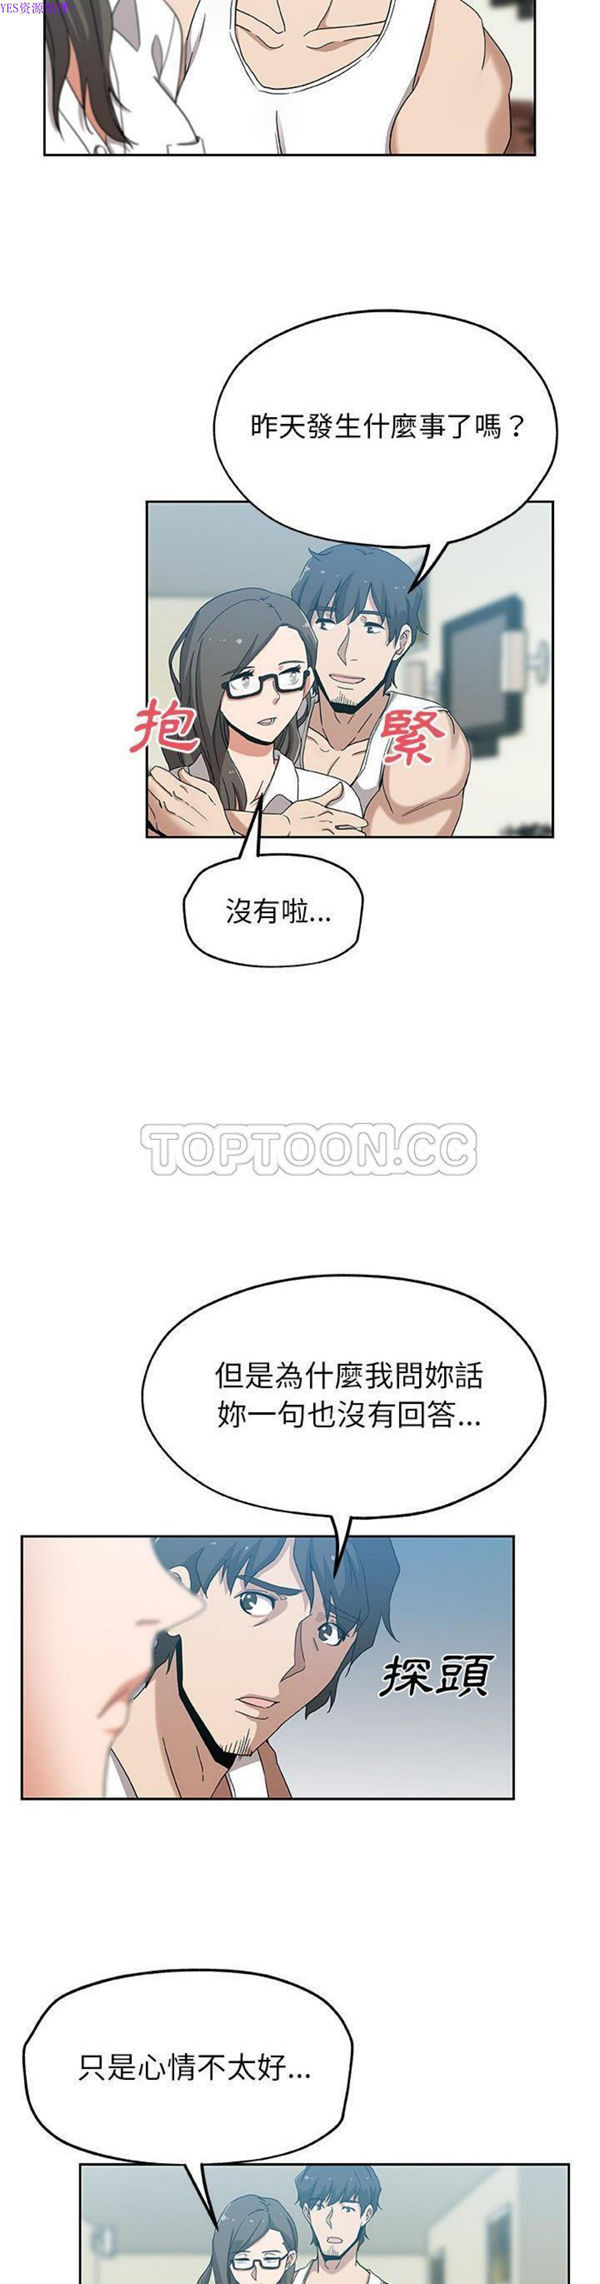 YES资源
昨天發生什麼事了嗎？
抱
緊
沒有啦...
TOPTOON.CC
但是為什麼我問妳話
妳一句也沒有回答...
探頭
只是心情不太好...